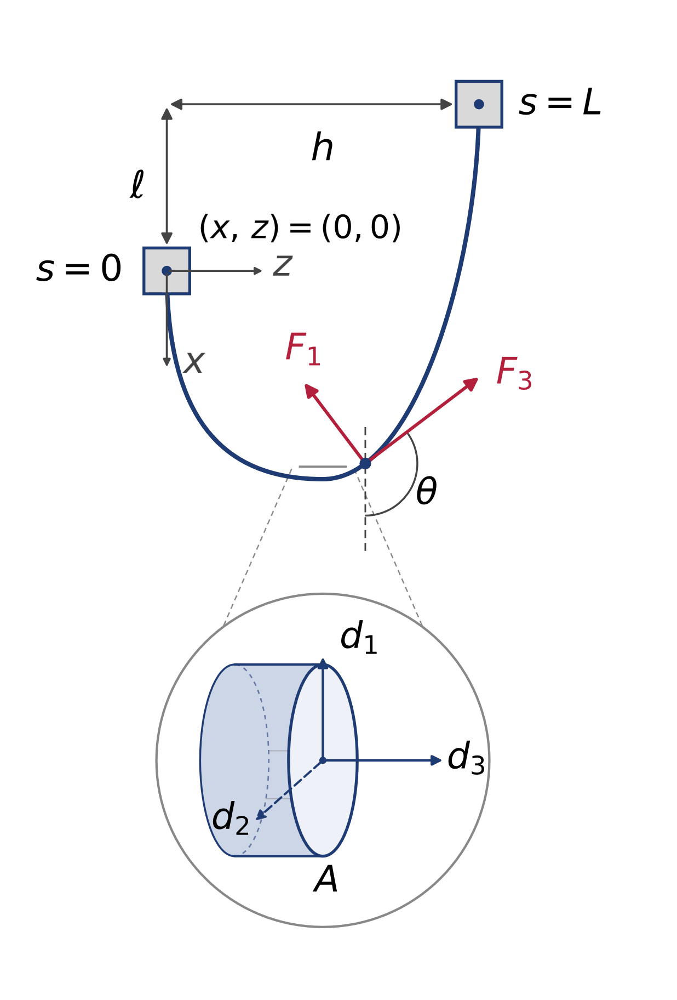 s = L
h
ℓ
(x, z) = (0, 0)
s = 0
z
x
F₁
F₃
θ
d₁
d₃
d₂
A